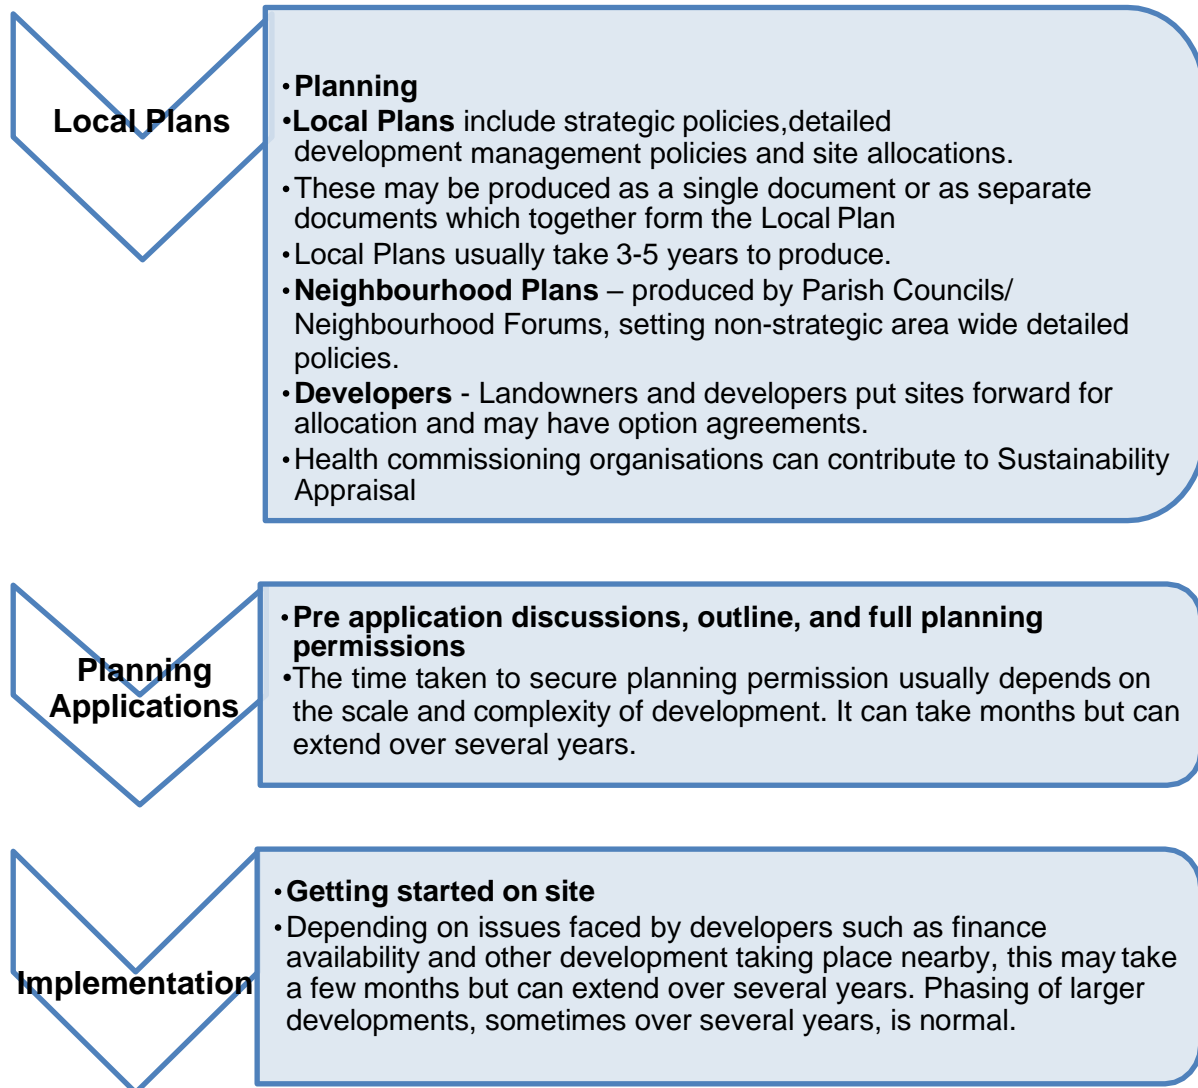 Local Plans
•Planning
•Local Plans include strategic policies,detailed
development management policies and site allocations.
•These may be produced as a single document or as separate
documents which together form the Local Plan
•Local Plans usually take 3-5 years to produce.
•Neighbourhood Plans – produced by Parish Councils/
Neighbourhood Forums, setting non-strategic area wide detailed
policies.
•Developers - Landowners and developers put sites forward for
allocation and may have option agreements.
•Health commissioning organisations can contribute to Sustainability
Appraisal
Planning
Applications
•Pre application discussions, outline, and full planning
permissions
•The time taken to secure planning permission usually depends on
the scale and complexity of development. It can take months but can
extend over several years.
Implementation
•Getting started on site
•Depending on issues faced by developers such as finance
availability and other development taking place nearby, this may take
a few months but can extend over several years. Phasing of larger
developments, sometimes over several years, is normal.